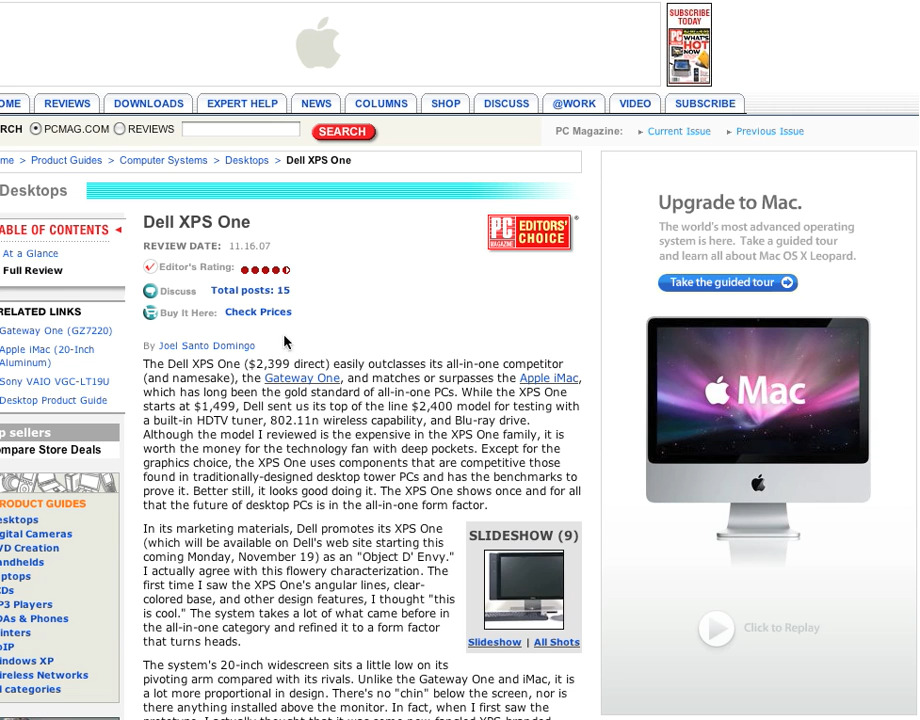 SUBSCRIBE
TODAY
PC
WHAT'S
HOT
NOW
OME
REVIEWS
DOWNLOADS
EXPERT HELP
NEWS
COLUMNS
SHOP
DISCUSS
@WORK
VIDEO
SUBSCRIBE
RCH PCMAG.COM REVIEWS SEARCH
PC Magazine: Current Issue Previous Issue
me > Product Guides > Computer Systems > Desktops > Dell XPS One
Desktops
ABLE OF CONTENTS
At a Glance
Full Review
RELATED LINKS
Gateway One (GZ7220)
Apple iMac (20-Inch
Aluminum)
Sony VAIO VGC-LT19U
Desktop Product Guide
p sellers
mpare Store Deals
RODUCT GUIDES
esktops
gital Cameras
VD Creation
andhelds
ptops
CDs
P3 Players
DAs & Phones
inters
oIP
indows XP
ireless Networks
l categories
Dell XPS One
REVIEW DATE: 11.16.07
Editor's Rating:
Discuss Total posts: 15
Buy It Here: Check Prices
PC
MAGAZINE
EDITORS'
CHOICE
®
By Joel Santo Domingo
The Dell XPS One ($2,399 direct) easily outclasses its all-in-one competitor
(and namesake), the Gateway One, and matches or surpasses the Apple iMac,
which has long been the gold standard of all-in-one PCs. While the XPS One
starts at $1,499, Dell sent us its top of the line $2,400 model for testing with
a built-in HDTV tuner, 802.11n wireless capability, and Blu-ray drive.
Although the model I reviewed is the expensive in the XPS One family, it is
worth the money for the technology fan with deep pockets. Except for the
graphics choice, the XPS One uses components that are competitive those
found in traditionally-designed desktop tower PCs and has the benchmarks to
prove it. Better still, it looks good doing it. The XPS One shows once and for all
that the future of desktop PCs is in the all-in-one form factor.
In its marketing materials, Dell promotes its XPS One
(which will be available on Dell's web site starting this
coming Monday, November 19) as an "Object D' Envy."
I actually agree with this flowery characterization. The
first time I saw the XPS One's angular lines, clear-
colored base, and other design features, I thought "this
is cool." The system takes a lot of what came before in
the all-in-one category and refined it to a form factor
that turns heads.
SLIDESHOW (9)
Slideshow | All Shots
The system's 20-inch widescreen sits a little low on its
pivoting arm compared with its rivals. Unlike the Gateway One and iMac, it is
a lot more proportional in design. There's no "chin" below the screen, nor is
there anything installed above the monitor. In fact, when I first saw the
prototype, I actually thought that it was some new-fangled XPS-branded
Upgrade to Mac.
The world's most advanced operating
system is here. Take a guided tour
and learn all about Mac OS X Leopard.
Take the guided tour
Mac
Click to Replay